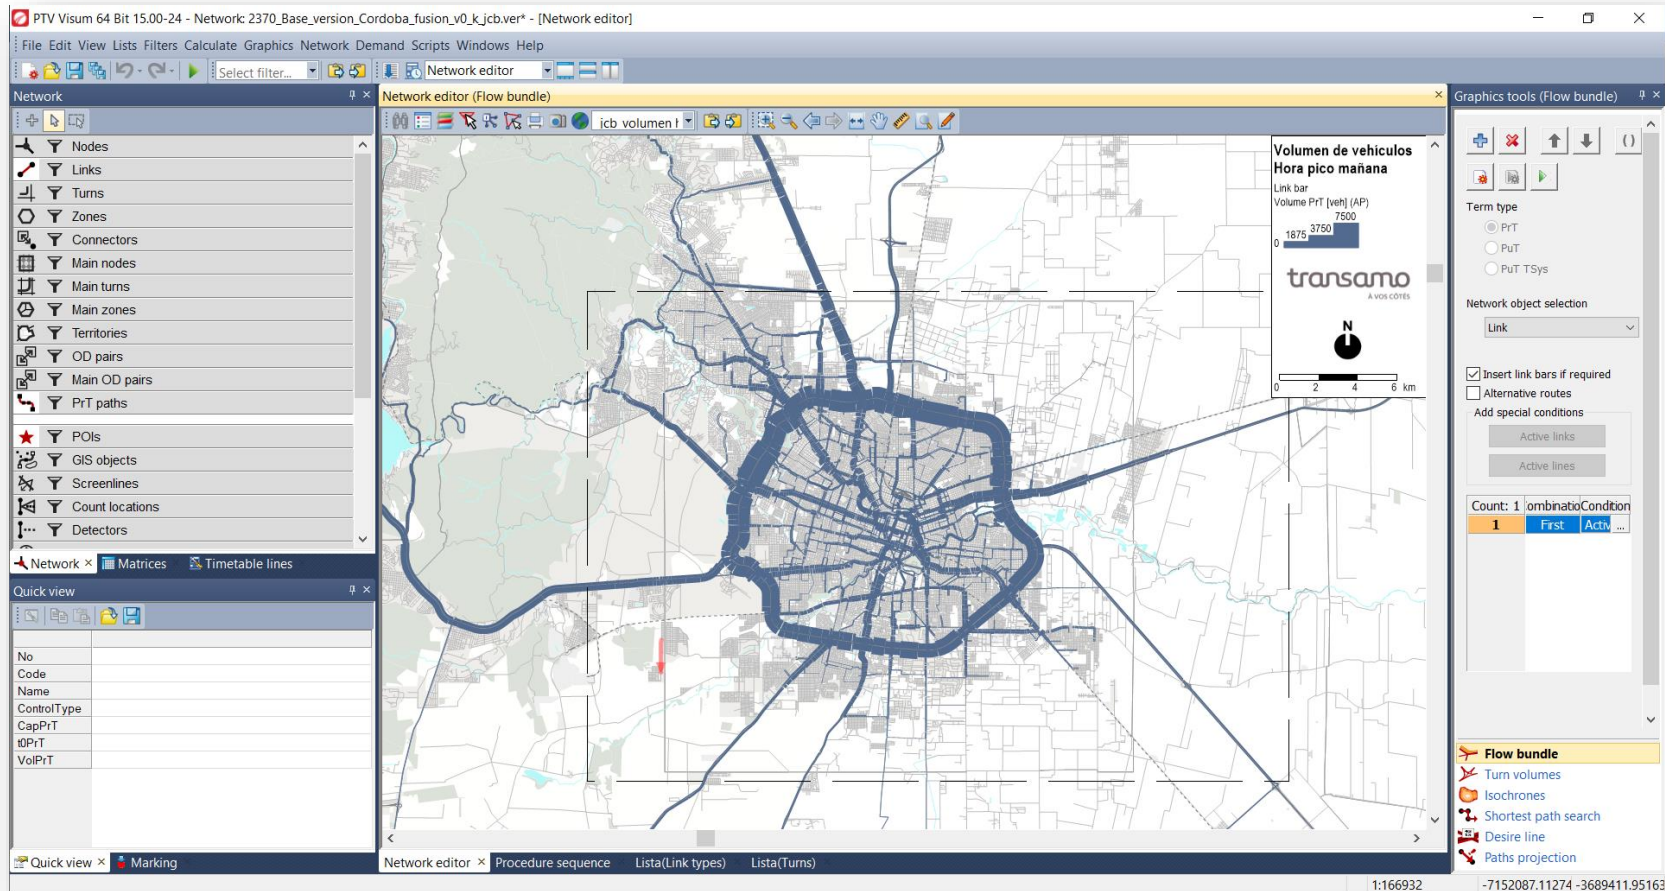 PTV Visum 64 Bit 15.00-24 - Network: 2370_Base_version_Cordoba_fusion_v0_k_jcb.ver* - [Network editor]
File Edit View Lists Filters Calculate Graphics Network Demand Scripts Windows Help
Select filter... Network editor
Network
Nodes
Links
Turns
Zones
Connectors
Main nodes
Main turns
Main zones
Territories
OD pairs
Main OD pairs
PrT paths
POIs
GIS objects
Screenlines
Count locations
Detectors
Network × Matrices Timetable lines
Quick view
No
Code
Name
ControlType
CapPrT
t0PrT
VolPrT
Quick view × Marking
Network editor (Flow bundle)
jcb volumen
Volumen de vehiculos
Hora pico mañana
Link bar
Volume PrT [veh] (AP)
7500
3750
1875
0
transamo
À VOS CÔTÉS
N
0 2 4 6 km
Network editor × Procedure sequence Lista(Link types) Lista(Turns)
Graphics tools (Flow bundle)
( )
Term type
PrT
PuT
PuT TSys
Network object selection
Link
Insert link bars if required
Alternative routes
Add special conditions
Active links
Active lines
Count: 1 ombinatio Condition
1 First Activ ...
Flow bundle
Turn volumes
Isochrones
Shortest path search
Desire line
Paths projection
1:166932 -7152087.11274 -3689411.95163